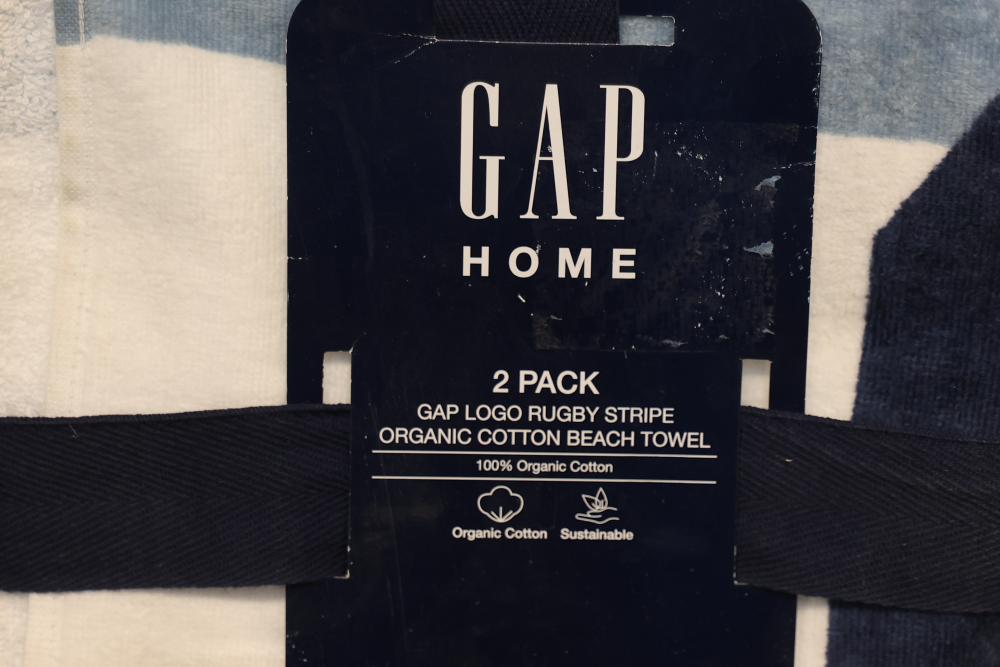 GAP
HOME
2 PACK
GAP LOGO RUGBY STRIPE
ORGANIC COTTON BEACH TOWEL
100% Organic Cotton
Organic Cotton Sustainable